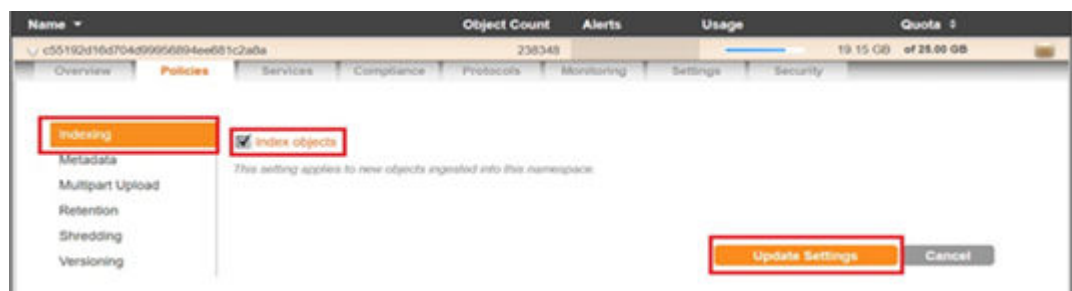 Name Object Count Alerts Usage Quota
c55192d16d704d99956894ee681c2a8a 238348 19.15 GB of 25.00 GB
Overview Policies Services Compliance Protocols Monitoring Settings Security
Indexing
Index objects
Metadata
This setting applies to new objects ingested into this namespace.
Multipart Upload
Retention
Shredding
Update Settings Cancel
Versioning